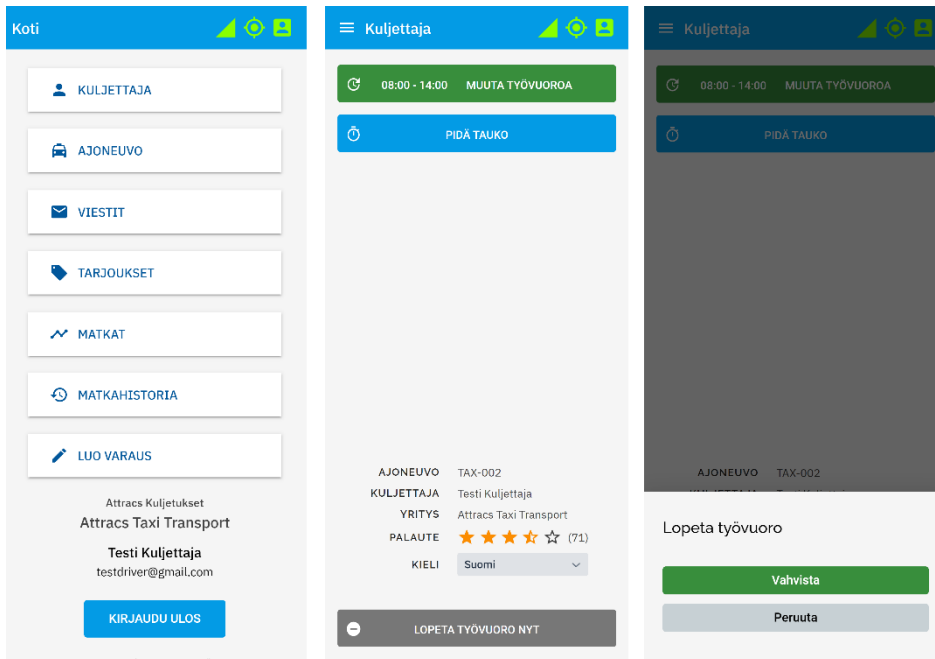 Koti
KULJETTAJA
AJONEUVO
VIESTIT
TARJOUKSET
MATKAT
MATKAHISTORIA
LUO VARAUS
Attracs Kuljetukset
Attracs Taxi Transport
Testi Kuljettaja
testdriver@gmail.com
KIRJAUDU ULOS
Kuljettaja
08:00 - 14:00 MUUTA TYÖVUOROA
PIDÄ TAUKO
AJONEUVO TAX-002
KULJETTAJA Testi Kuljettaja
YRITYS Attracs Taxi Transport
PALAUTE (71)
KIELI Suomi
LOPETA TYÖVUORO NYT
Kuljettaja
08:00 - 14:00 MUUTA TYÖVUOROA
PIDÄ TAUKO
AJONEUVO TAX-002
Lopeta työvuoro
Vahvista
Peruuta